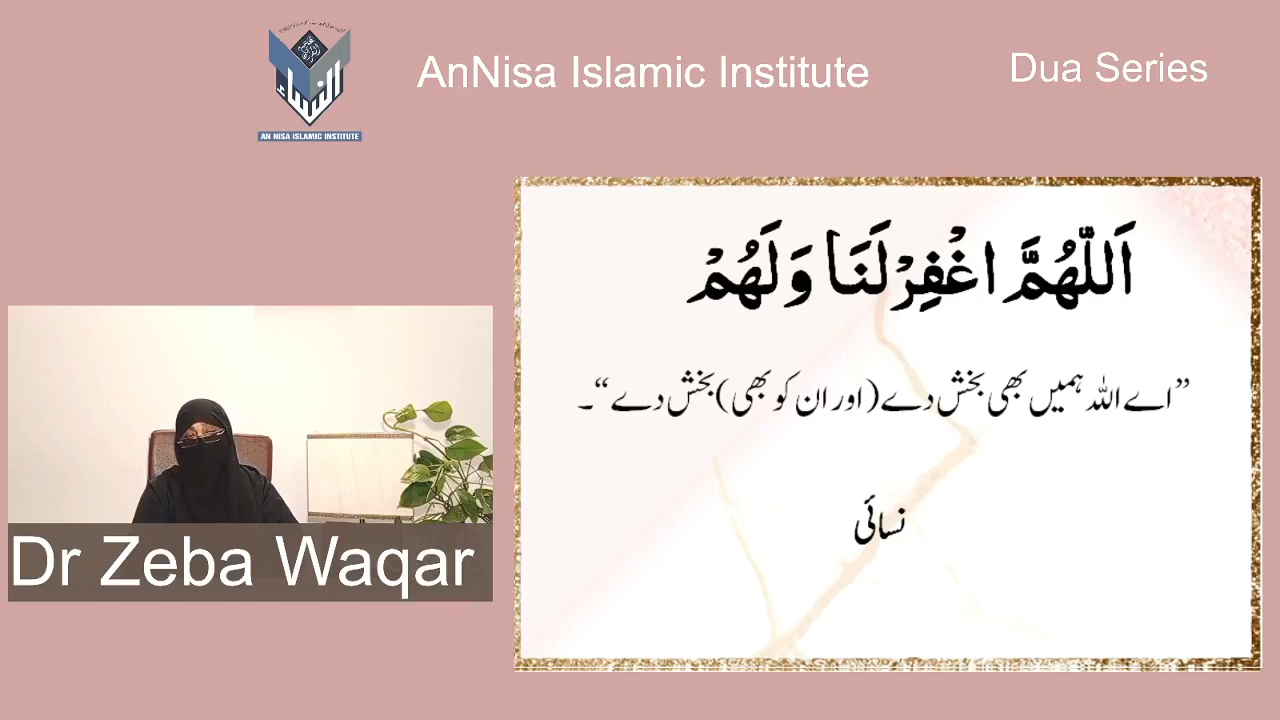 AN NISA ISLAMIC INSTITUTE
AnNisa Islamic Institute
Dua Series
اَللّٰهُمَّ اغْفِرْلَنَا وَلَهُمْ
”اے اللہ ہمیں بھی بخش دے (اور ان کو بھی) بخش دے“۔
نسائی
Dr Zeba Waqar